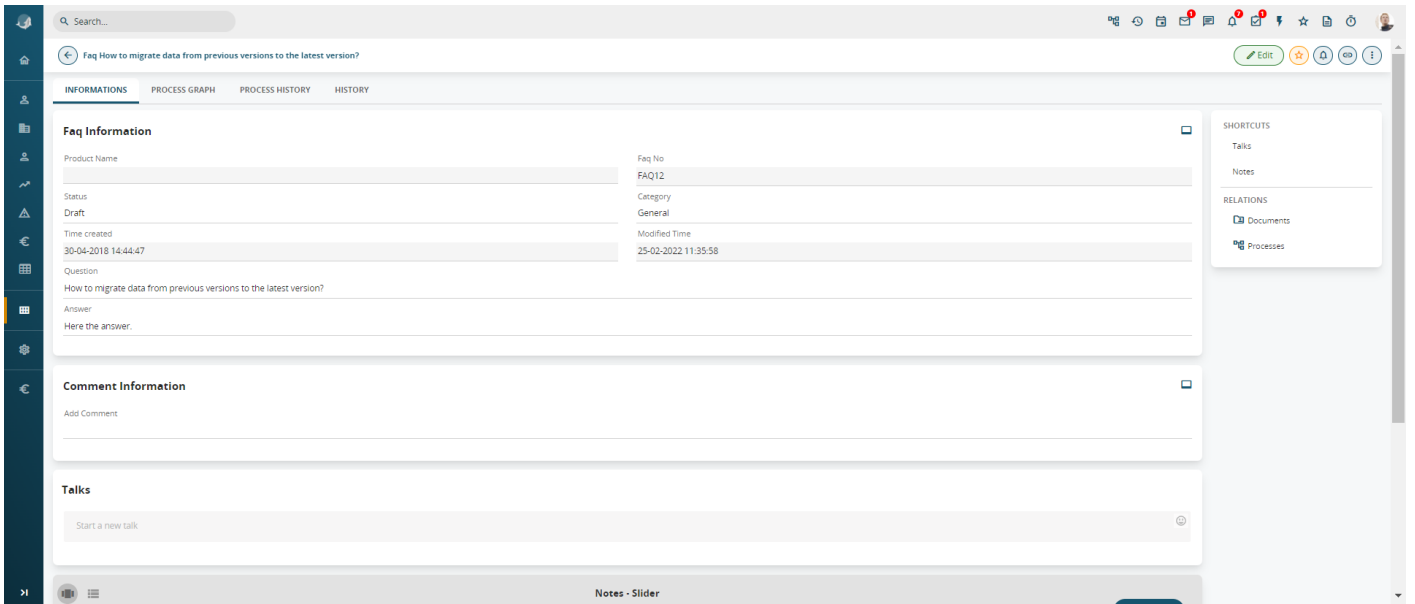 Search...
1
7
1
Faq How to migrate data from previous versions to the latest version?
Edit
INFORMATIONS PROCESS GRAPH PROCESS HISTORY HISTORY
Faq Information
Product Name
Faq No
FAQ12
Status
Draft
Category
General
Time created
30-04-2018 14:44:47
Modified Time
25-02-2022 11:35:58
Question
How to migrate data from previous versions to the latest version?
Answer
Here the answer.
Comment Information
Add Comment
Talks
Start a new talk
Notes - Slider
SHORTCUTS
Talks
Notes
RELATIONS
Documents
Processes